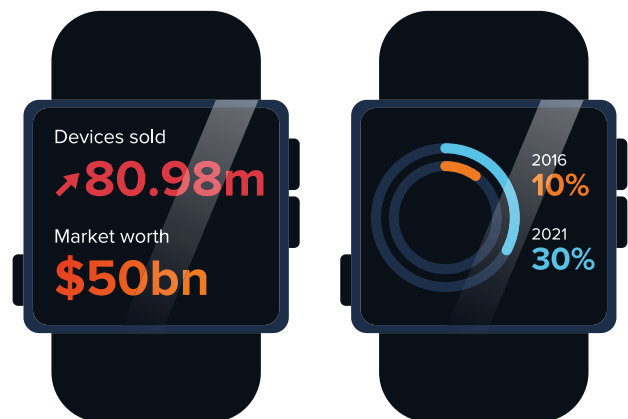 Devices sold
80.98m
Market worth
$50bn
2016
10%
2021
30%